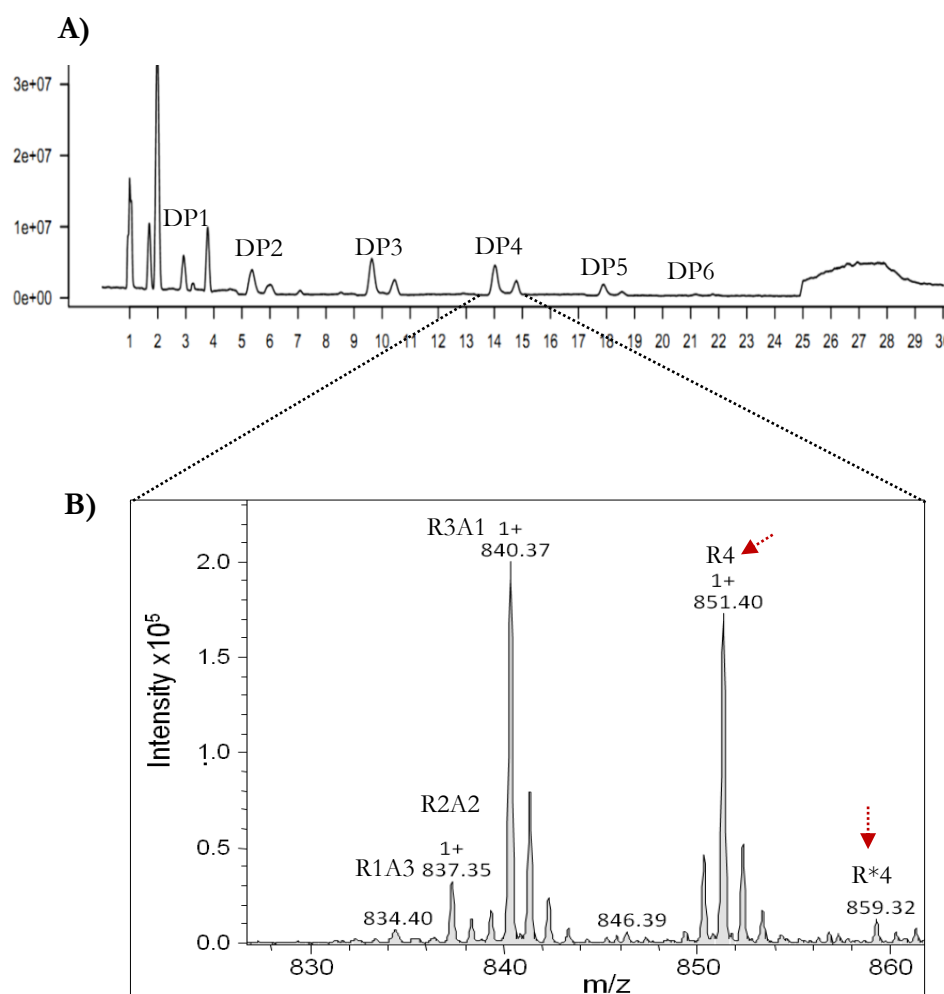 A)
3e+07
2e+07
1e+07
0e+00
DP1
DP2
DP3
DP4
DP5
DP6
1 2 3 4 5 6 7 8 9 10 11 12 13 14 15 16 17 18 19 20 21 22 23 24 25 26 27 28 29
B)
Intensity x10⁵
2.0
1.5
1.0
0.5
0.0
R3A1 1+
840.37
R4
1+
851.40
R2A2
1+
837.35
R1A3
834.40
846.39
R*4
859.32
830 840 850 860
m/z